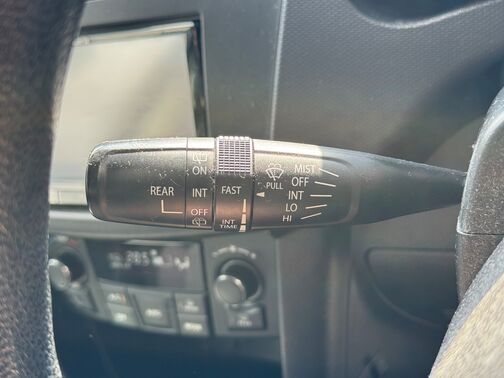 REAR
ON
INT
OFF
FAST
INT
TIME
PULL
MIST
OFF
INT
LO
HI